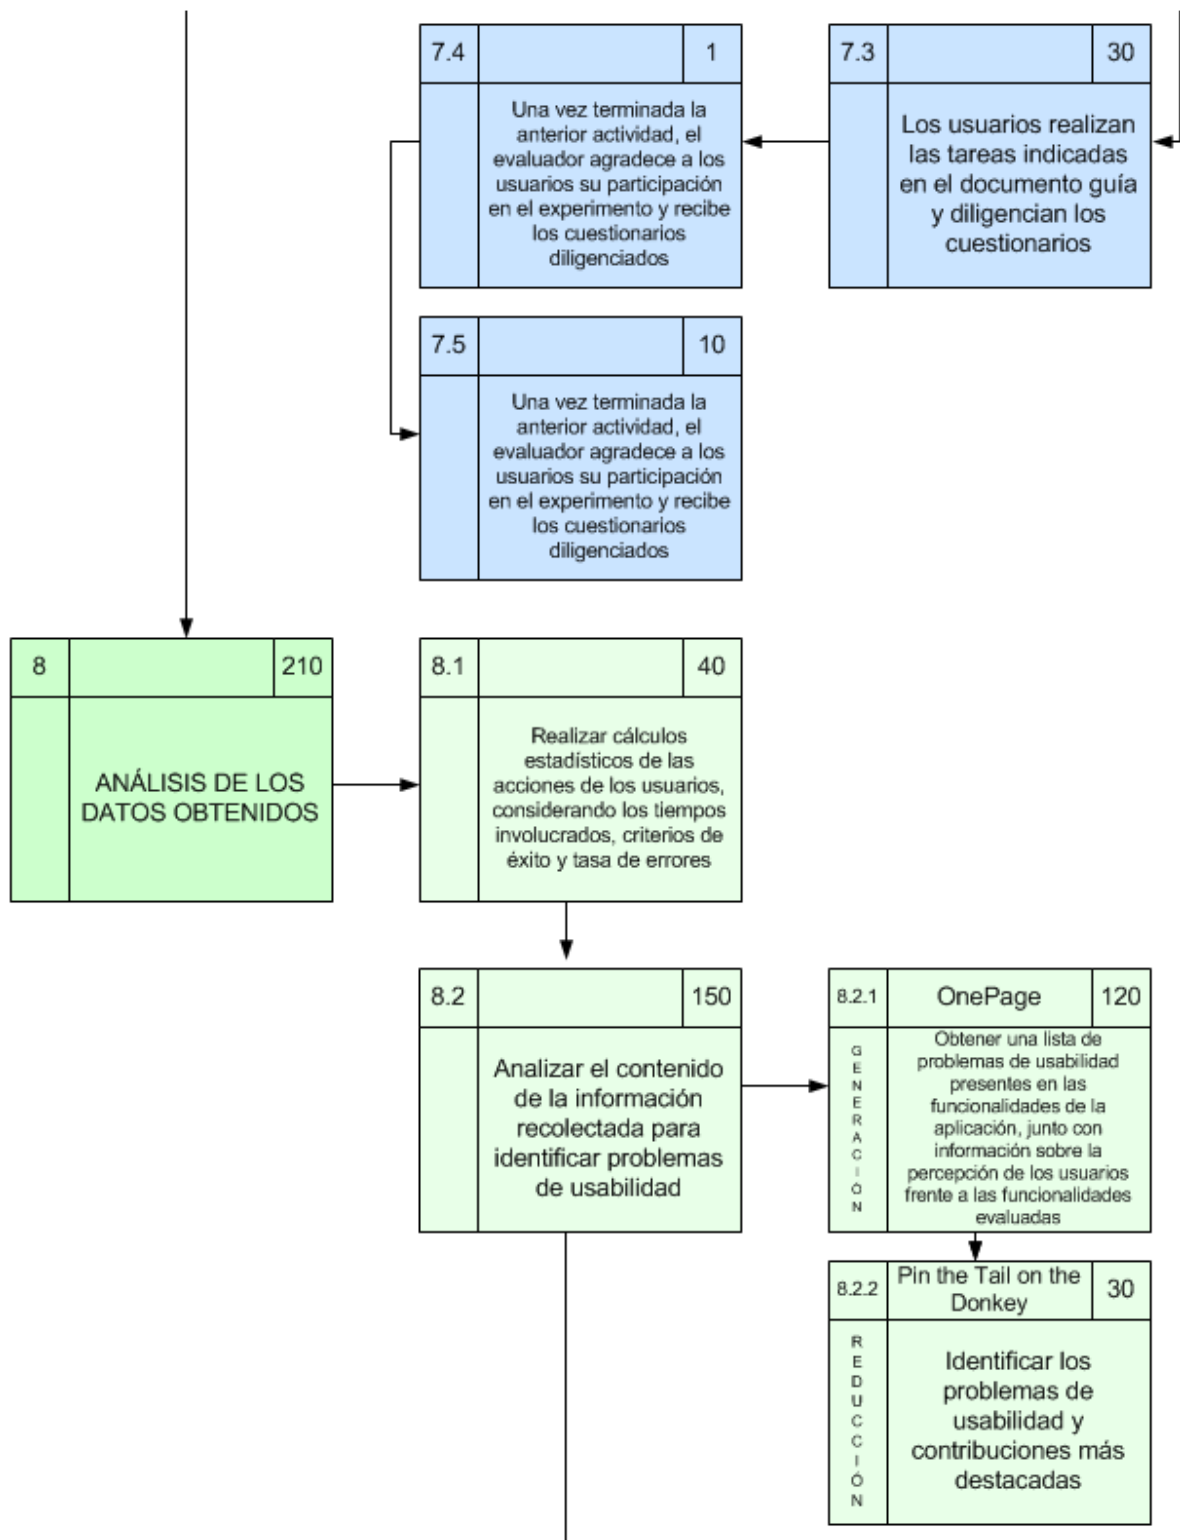 7.4
1
Una vez terminada la
anterior actividad, el
evaluador agradece a los
usuarios su participación
en el experimento y recibe
los cuestionarios
diligenciados
7.3
30
Los usuarios realizan
las tareas indicadas
en el documento guía
y diligencian los
cuestionarios
7.5
10
Una vez terminada la
anterior actividad, el
evaluador agradece a los
usuarios su participación
en el experimento y recibe
los cuestionarios
diligenciados
8
210
ANÁLISIS DE LOS
DATOS OBTENIDOS
8.1
40
Realizar cálculos
estadísticos de las
acciones de los usuarios,
considerando los tiempos
involucrados, criterios de
éxito y tasa de errores
8.2
150
Analizar el contenido
de la información
recolectada para
identificar problemas
de usabilidad
8.2.1
OnePage
120
GENERACIÓN
Obtener una lista de
problemas de usabilidad
presentes en las
funcionalidades de la
aplicación, junto con
información sobre la
percepción de los usuarios
frente a las funcionalidades
evaluadas
8.2.2
Pin the Tail on the
Donkey
30
REDUCCIÓN
Identificar los
problemas de
usabilidad y
contribuciones más
destacadas